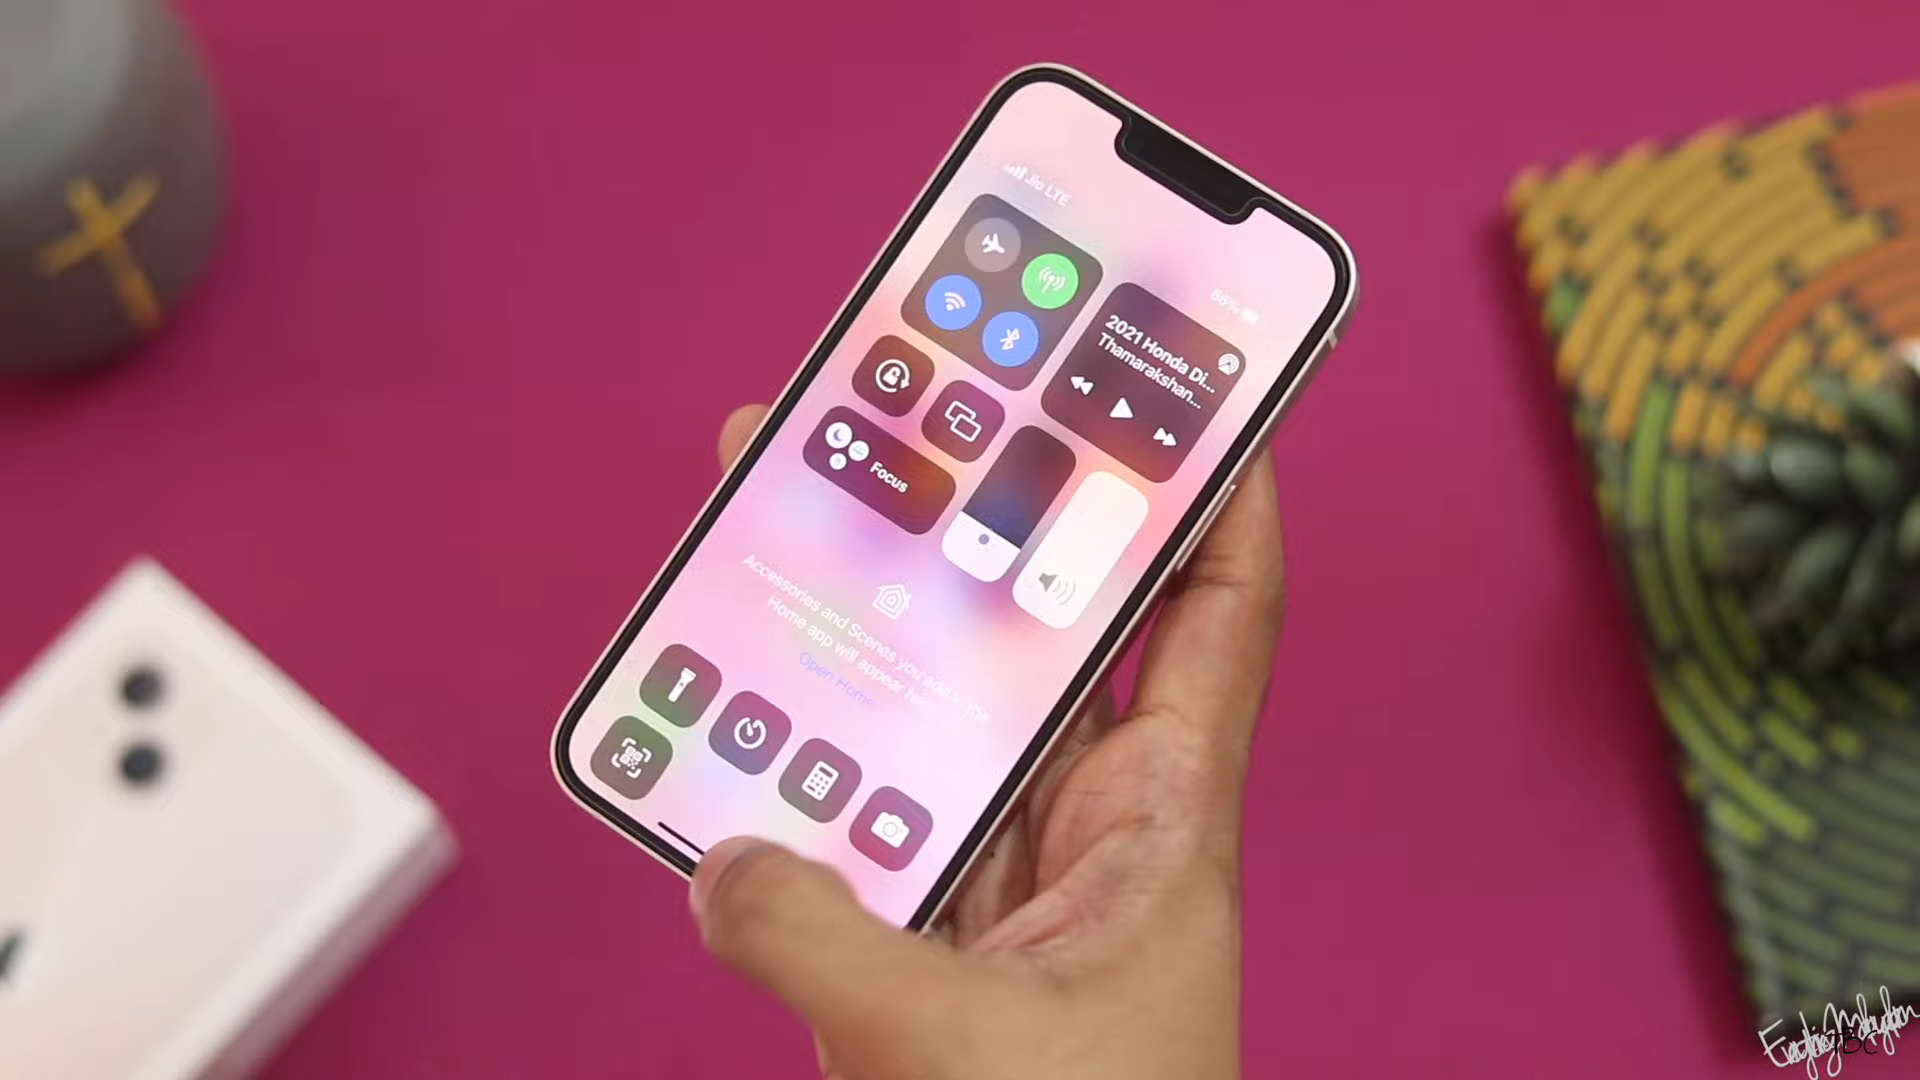 Jio LTE
66%
2021 Honda Di...
Thamarakshan...
Focus
Accessories and Scenes you add in the
Home app will appear here.
Open Home